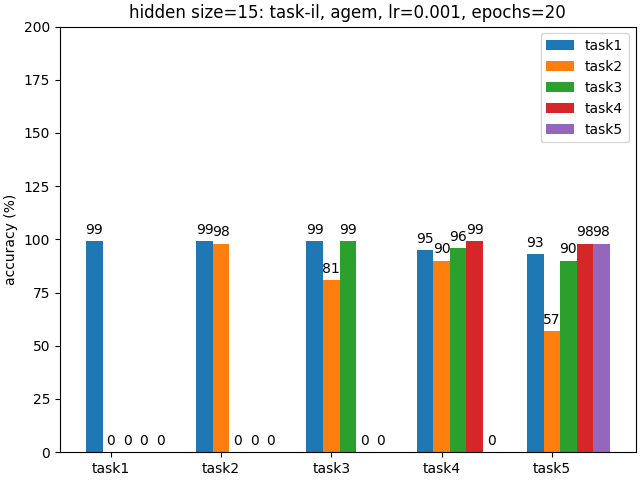 hidden size=15: task-il, agem, lr=0.001, epochs=20
accuracy (%)
200
175
150
125
100
75
50
25
0
task1
task2
task3
task4
task5
99 0 0 0 0
99 98 0 0 0
99 81 99 0 0
95 90 96 99 0
93 57 90 98 98
task1 task2 task3 task4 task5